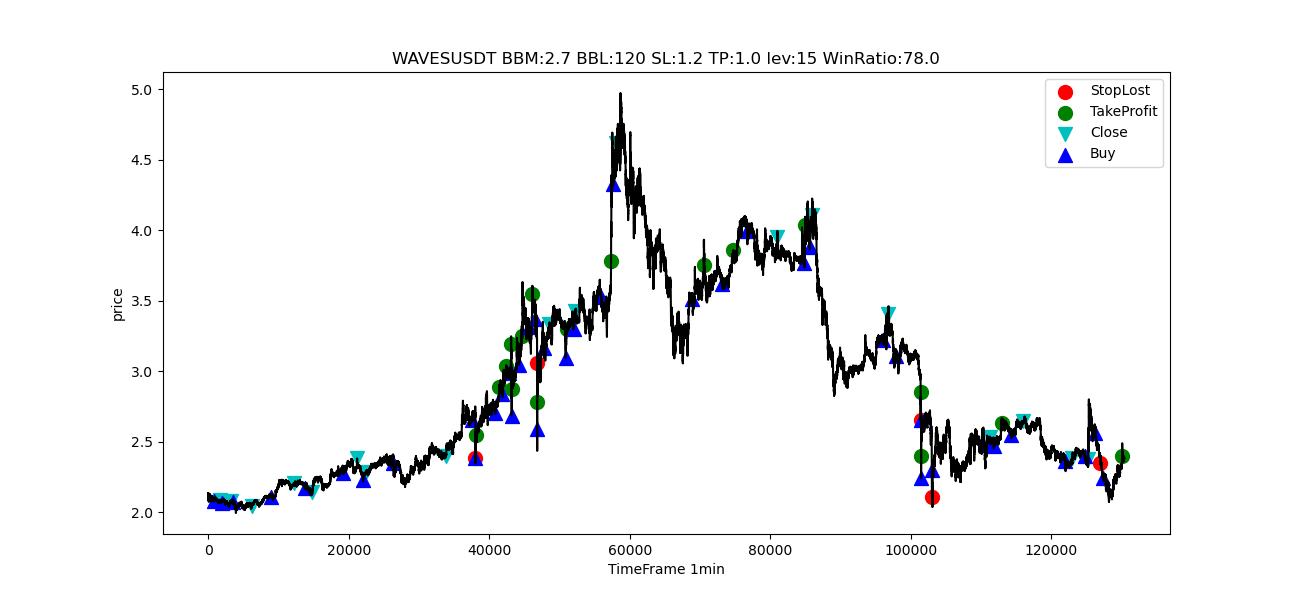 WAVESUSDT BBM:2.7 BBL:120 SL:1.2 TP:1.0 lev:15 WinRatio:78.0
StopLost
TakeProfit
Close
Buy
price
5.0
4.5
4.0
3.5
3.0
2.5
2.0
0
20000
40000
60000
80000
100000
120000
TimeFrame 1min